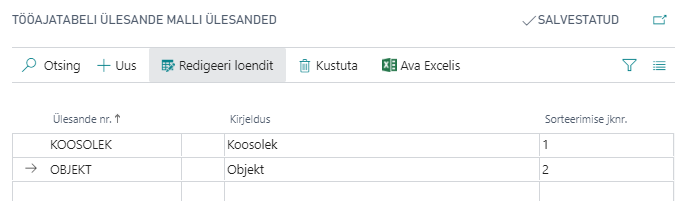 TÖÖAJATABELI ÜLESANDE MALLI ÜLESANDED SALVESTATUD
Otsing Uus Redigeeri loendit Kustuta Ava Excelis
Ülesande nr. ↑ Kirjeldus Sorteerimise jknr.
KOOSOLEK Koosolek 1
OBJEKT Objekt 2